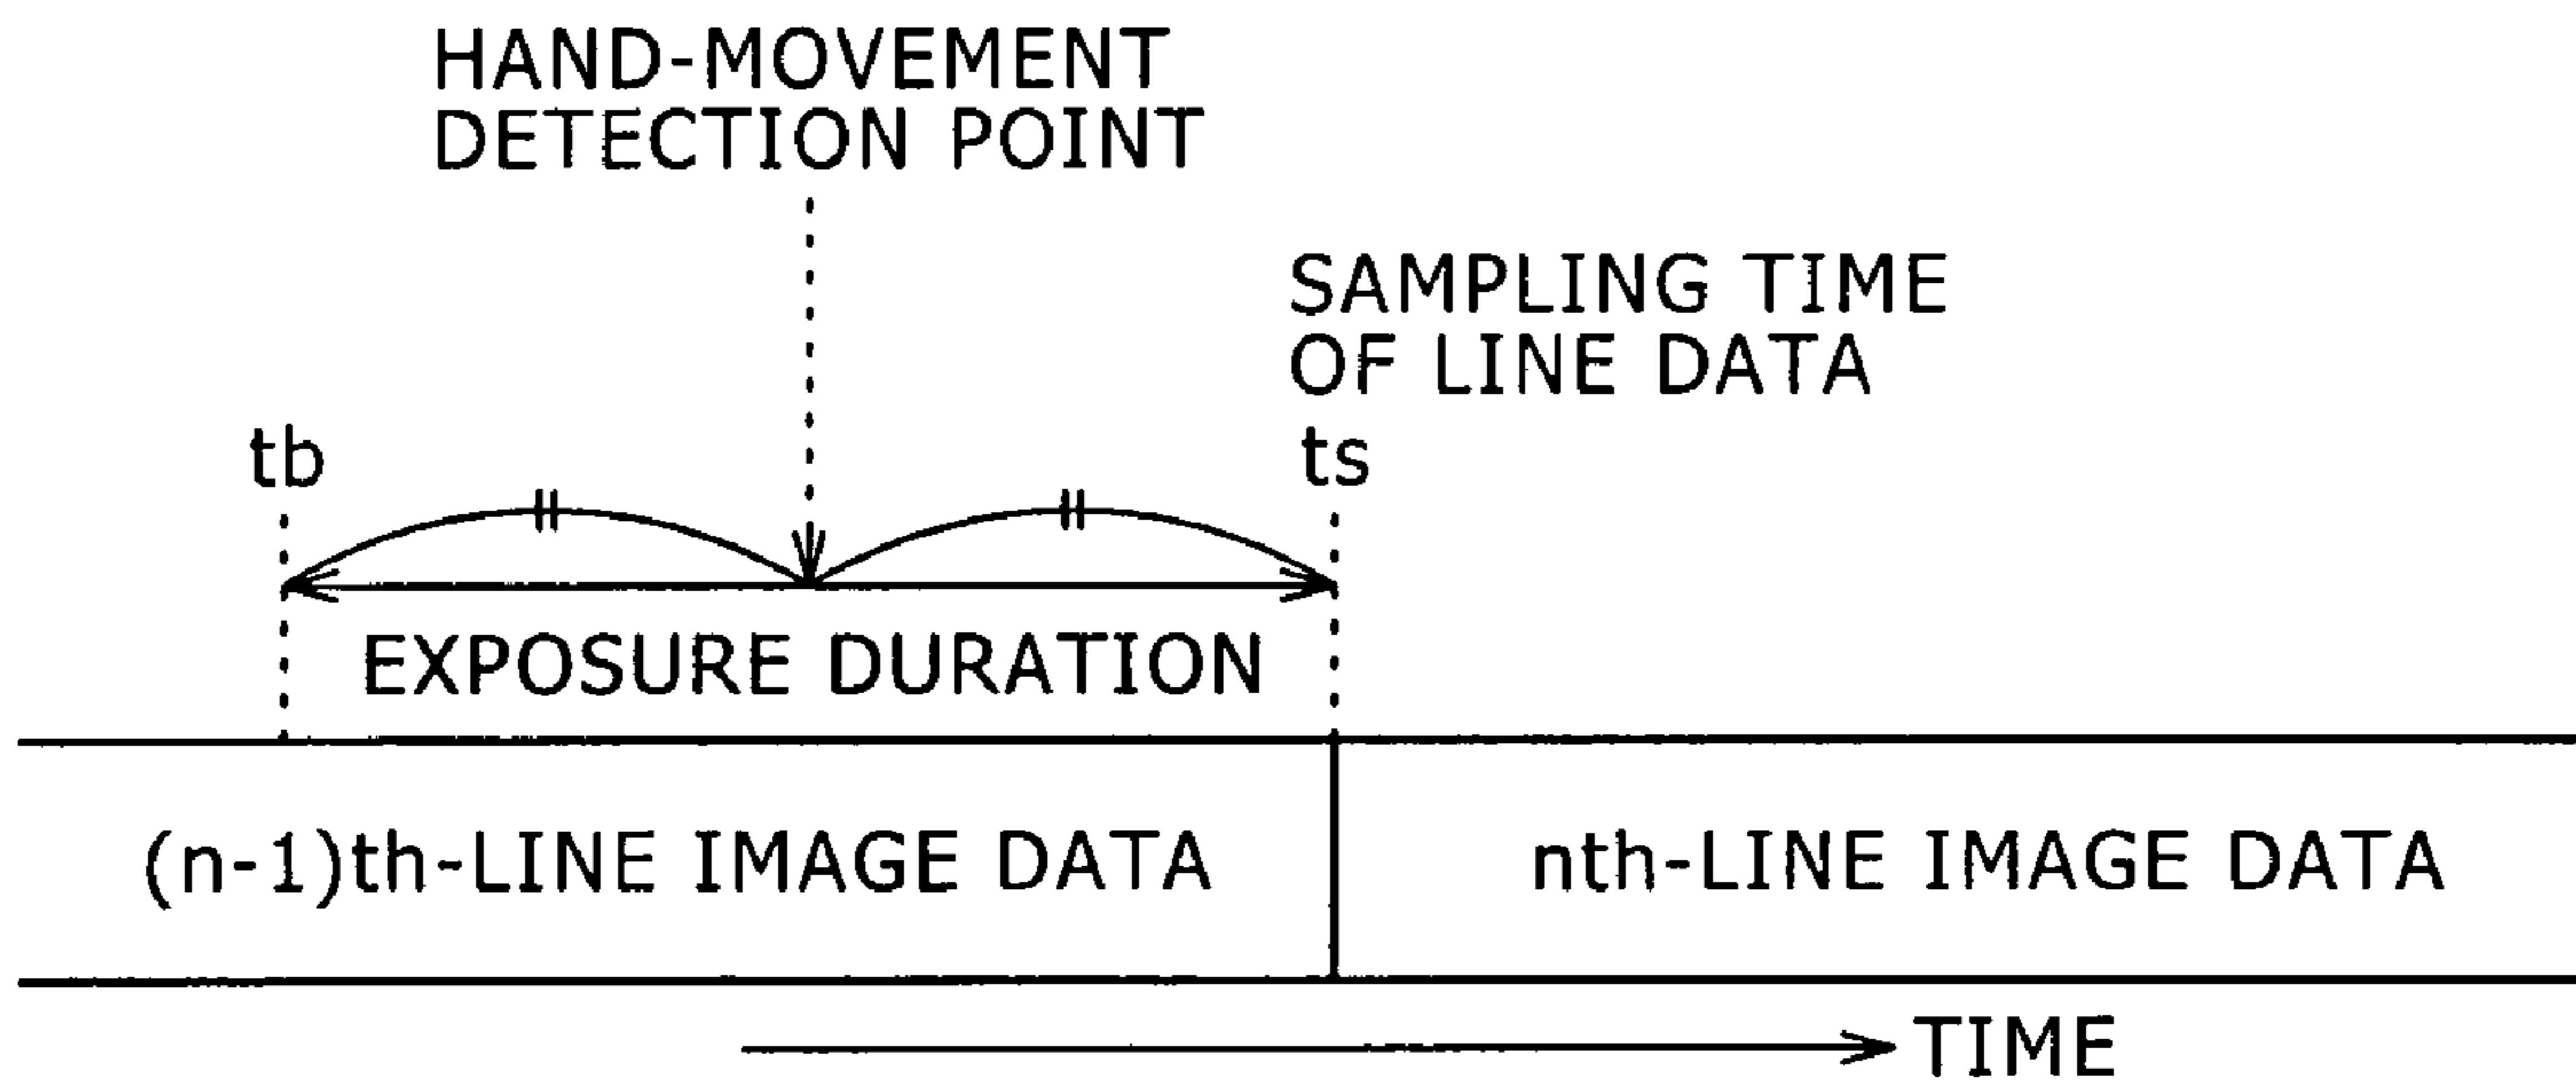 HAND-MOVEMENT
DETECTION POINT
SAMPLING TIME
OF LINE DATA
tb
ts
EXPOSURE DURATION
(n-1)th-LINE IMAGE DATA
nth-LINE IMAGE DATA
TIME